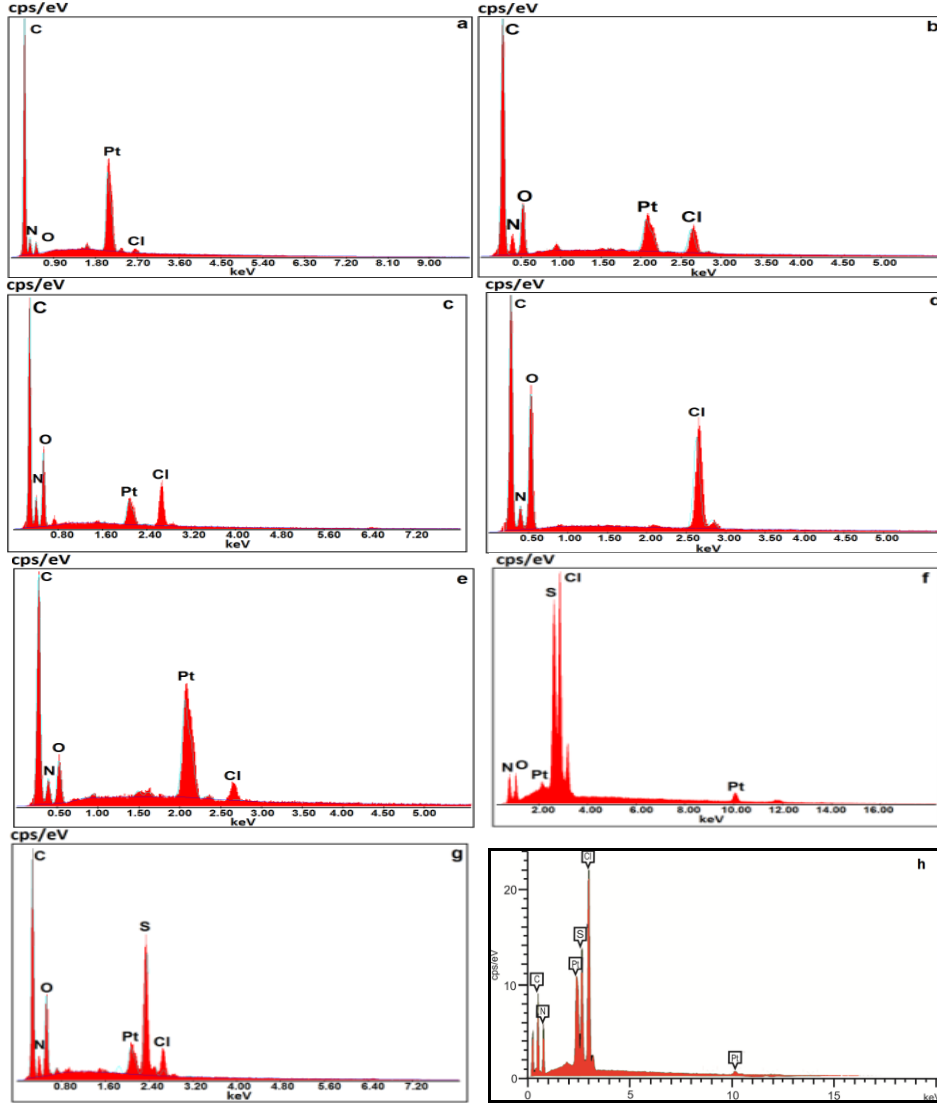 cps/eV
a
C
Pt
N
O
Cl
0.90 1.80 2.70 3.60 4.50 5.40 6.30 7.20 8.10 9.00
keV
cps/eV
b
C
O
N
Pt
Cl
0.50 1.00 1.50 2.00 2.50 3.00 3.50 4.00 5.00
keV
cps/eV
c
C
O
N
Pt
Cl
0.80 1.60 2.40 3.20 4.00 4.80 5.60 6.40 7.20
keV
cps/eV
C
O
Cl
N
0.50 1.00 1.50 2.00 2.50 3.00 3.50 4.00 4.50 5.00
keV
cps/eV
e
C
Pt
O
N
Cl
0.50 1.00 1.50 2.00 2.50 3.00 3.50 4.00 5.00
keV
f
Cl
S
N O Pt
Pt
2.00 4.00 6.00 8.00 10.00 12.00 14.00 16.00
keV
cps/eV
g
C
S
O
N
Pt
Cl
0.80 1.60 2.40 3.20 4.00 4.80 5.60 6.40 7.20
keV
h
Cl
20
S
Pt
C
10
N
Pt
cps/eV
0 5 10 15
keV